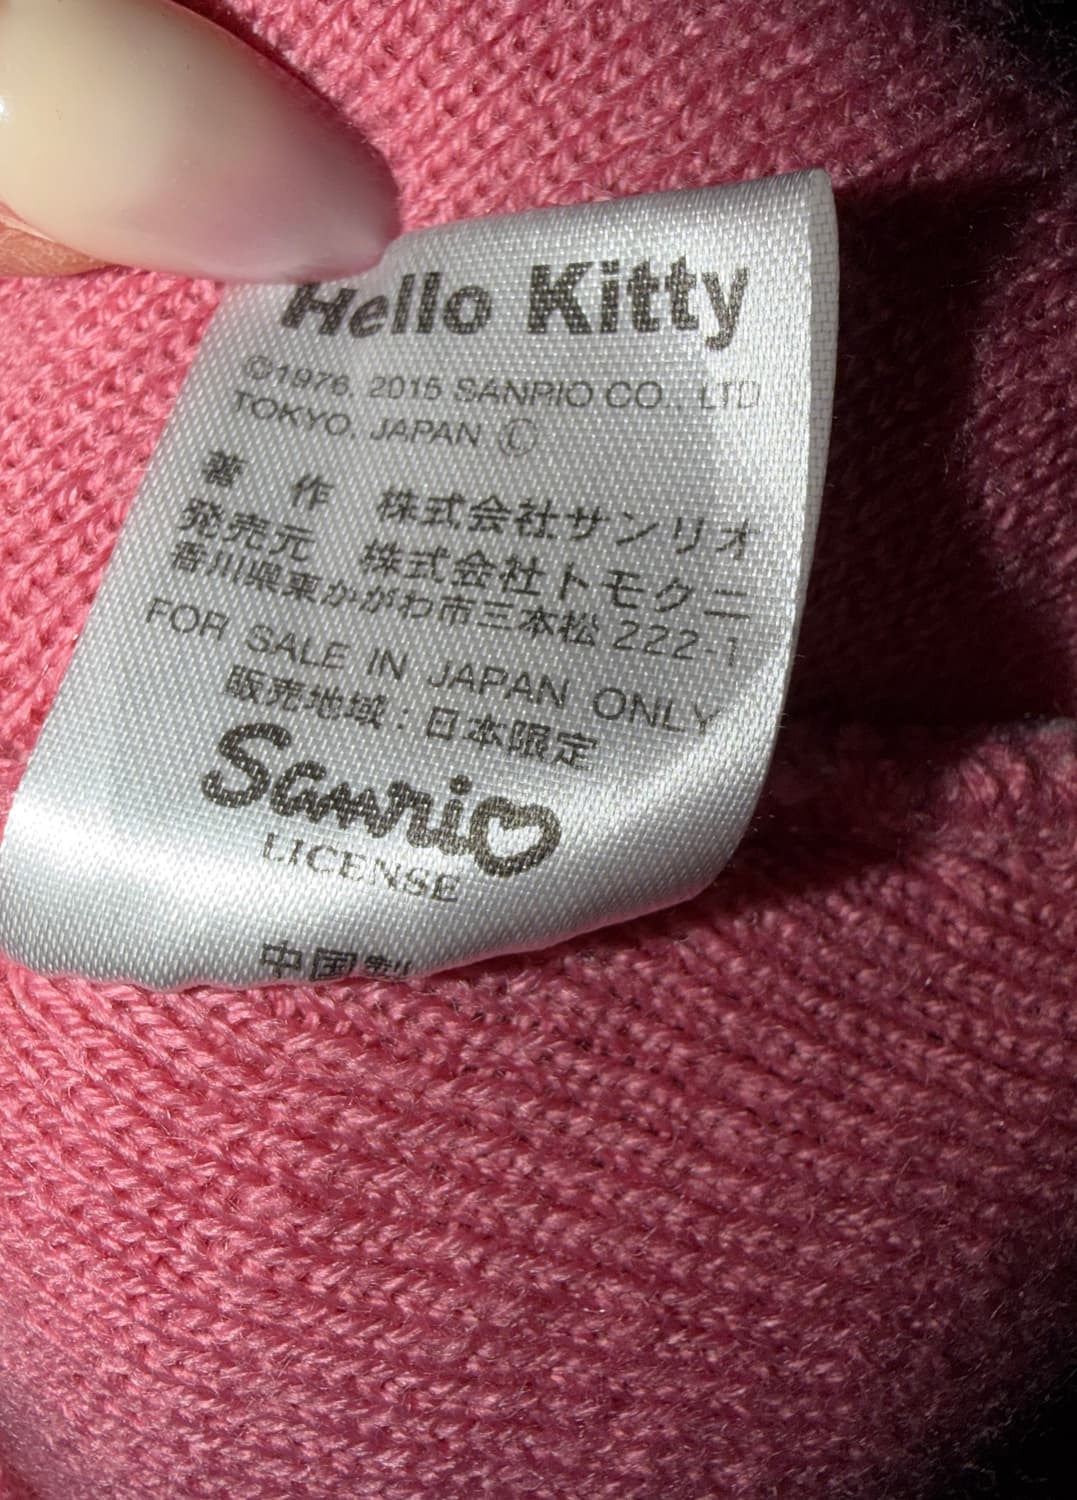 Hello Kitty
©1976, 2015 SANRIO CO., LTD
TOKYO, JAPAN Ⓛ
著 作 株式会社サンリオ
発売元 株式会社トモクニ
香川県東かがわ市三本松 222-1
FOR SALE IN JAPAN ONLY
販売地域：日本限定
Sanrio
LICENSE
中国製